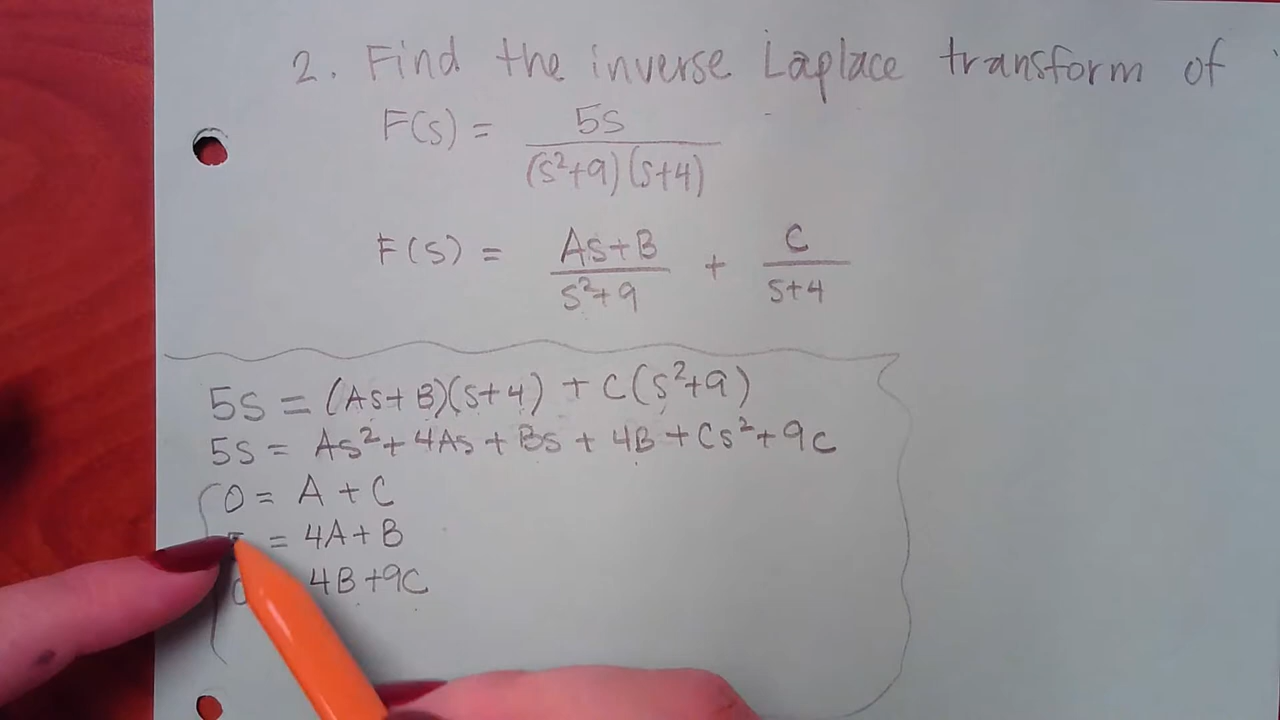 2. Find the inverse Laplace transform of
F(s) = 5s / (s²+9)(s+4)
F(s) = As+B / s²+9 + C / s+4
5s = (As+B)(s+4) + C(s²+9)
5s = As² + 4As + Bs + 4B + Cs² + 9C
0 = A + C
= 4A + B
4B + 9C